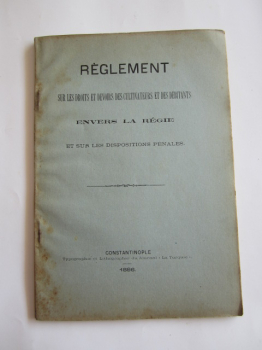 RÈGLEMENT
SUR LES DROITS ET DEVOIRS DES CULTIVATEURS ET DES DÉBITANTS
ENVERS LA RÉGIE
ET SUR LES DISPOSITIONS PÉNALES.
CONSTANTINOPLE